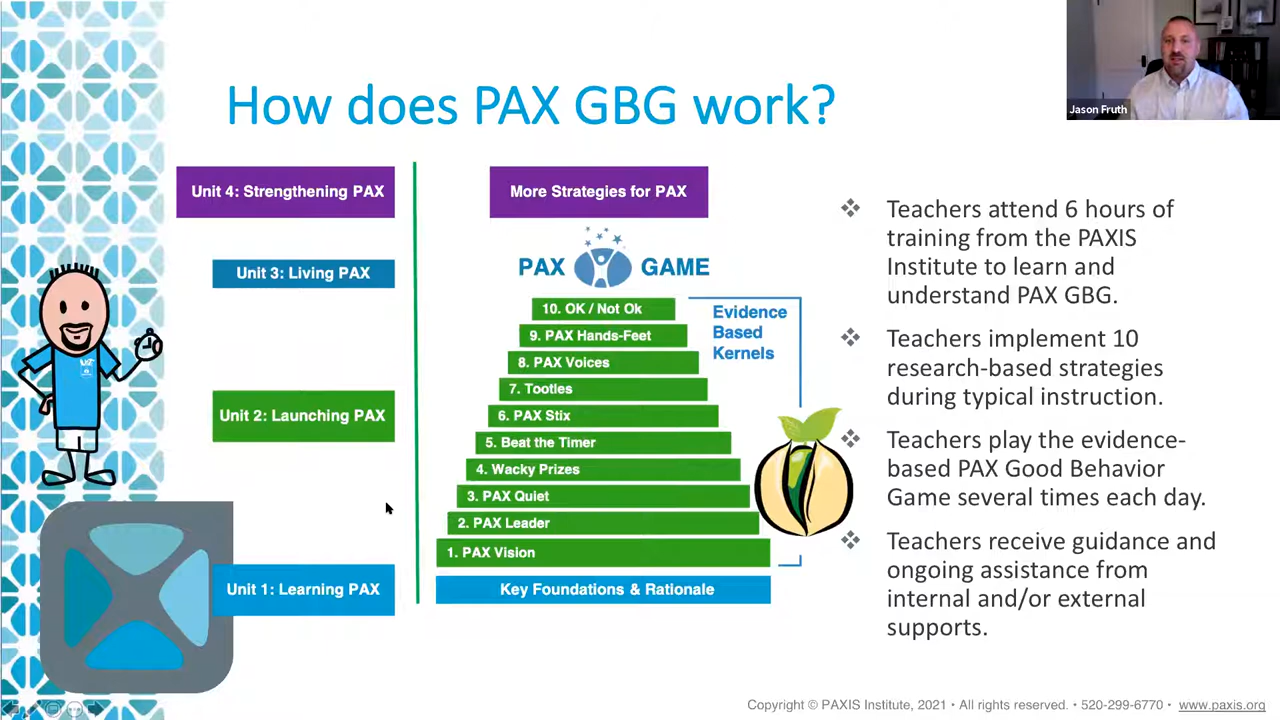 How does PAX GBG work?
Jason Fruth
Unit 4: Strengthening PAX
Unit 3: Living PAX
Unit 2: Launching PAX
Unit 1: Learning PAX
More Strategies for PAX
PAX GAME
10. OK / Not Ok
9. PAX Hands-Feet
8. PAX Voices
7. Tootles
6. PAX Stix
5. Beat the Timer
4. Wacky Prizes
3. PAX Quiet
2. PAX Leader
1. PAX Vision
Key Foundations & Rationale
Evidence
Based
Kernels
Teachers attend 6 hours of
training from the PAXIS
Institute to learn and
understand PAX GBG.
Teachers implement 10
research-based strategies
during typical instruction.
Teachers play the evidence-
based PAX Good Behavior
Game several times each day.
Teachers receive guidance and
ongoing assistance from
internal and/or external
supports.
Copyright © PAXIS Institute, 2021 • All rights reserved. • 520-299-6770 • www.paxis.org